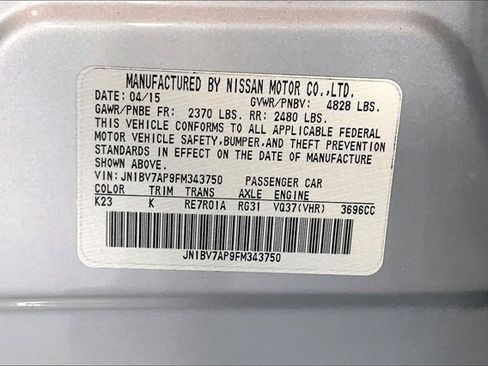 MANUFACTURED BY NISSAN MOTOR CO.,LTD.
DATE: 04/15 GVWR/PNBV: 4828 LBS.
GAWR/PNBE FR: 2370 LBS. RR: 2480 LBS.
THIS VEHICLE CONFORMS TO ALL APPLICABLE FEDERAL
MOTOR VEHICLE SAFETY, BUMPER, AND THEFT PREVENTION
STANDARDS IN EFFECT ON THE DATE OF MANUFACTURE
SHOWN ABOVE.
VIN: JN1BV7AP9FM343750 PASSENGER CAR
COLOR TRIM TRANS AXLE ENGINE
K23 K RE7R01A RG31 VQ37(VHR) 3696CC
JN1BV7AP9FM343750